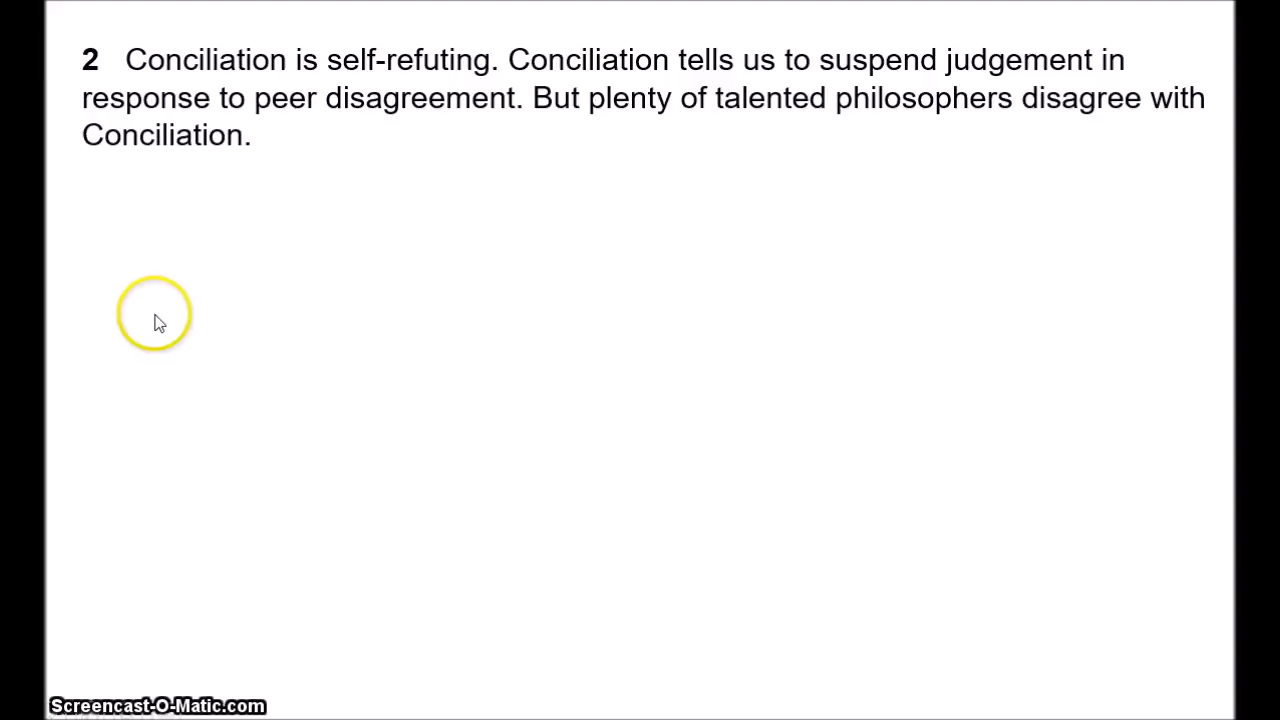 2 Conciliation is self-refuting. Conciliation tells us to suspend judgement in
response to peer disagreement. But plenty of talented philosophers disagree with
Conciliation.
Screencast-O-Matic.com